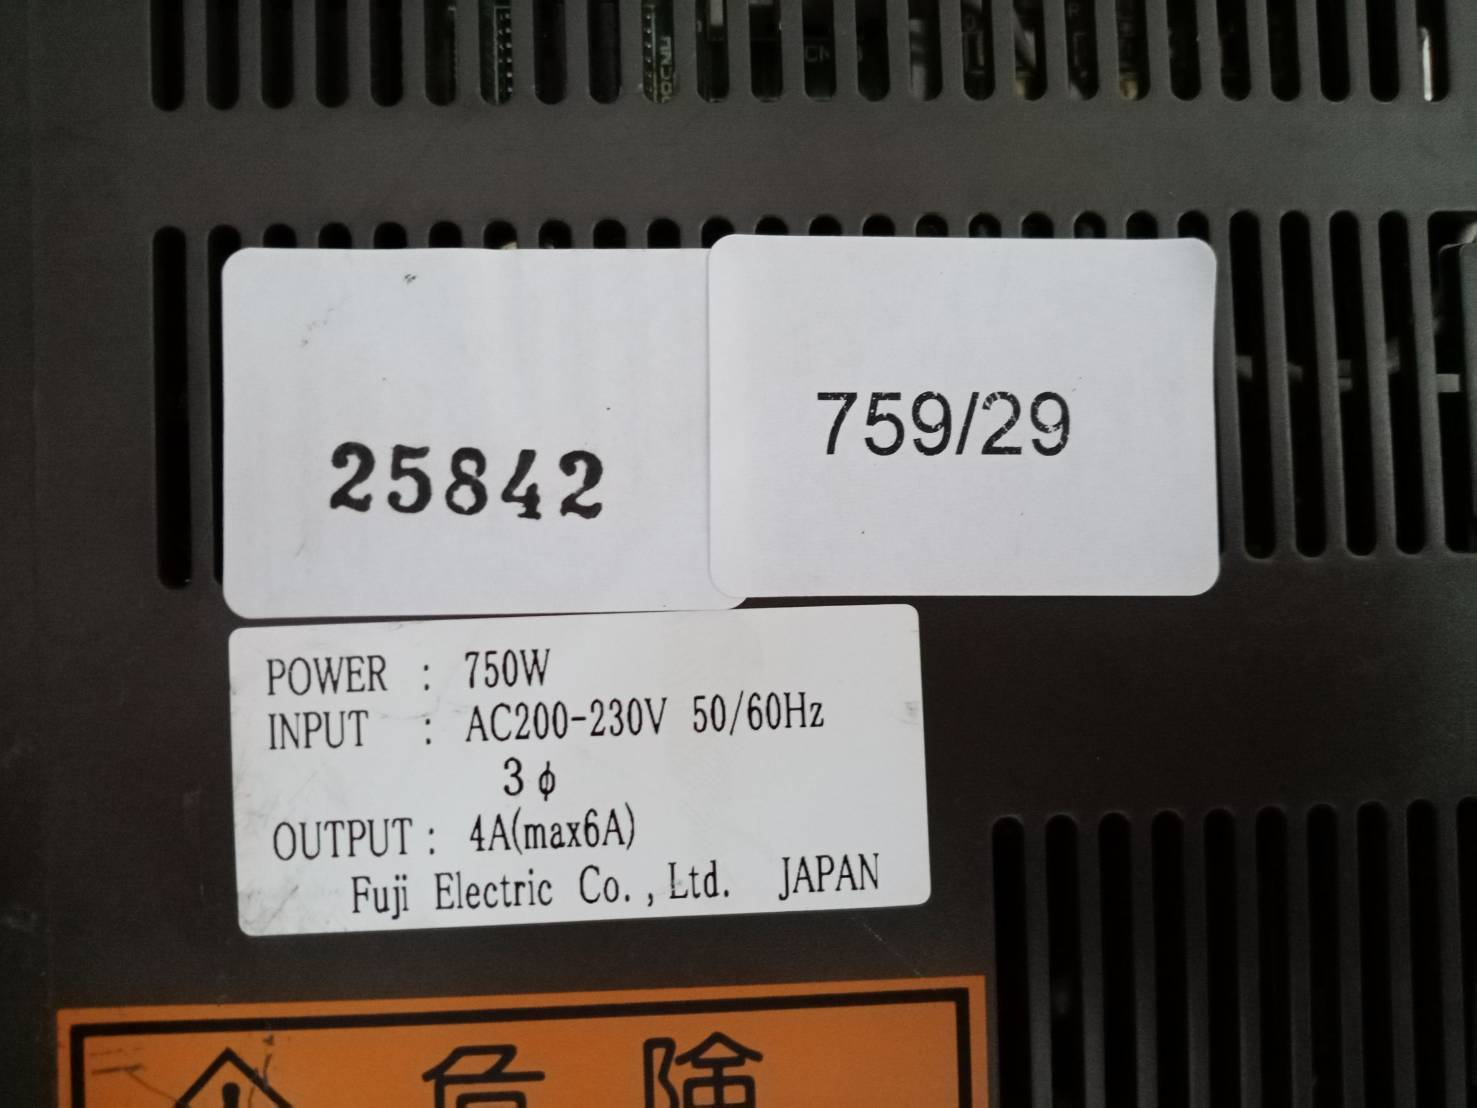 25842
759/29
POWER : 750W
INPUT : AC200-230V 50/60Hz
3φ
OUTPUT : 4A(max6A)
Fuji Electric Co.,Ltd. JAPAN
危険